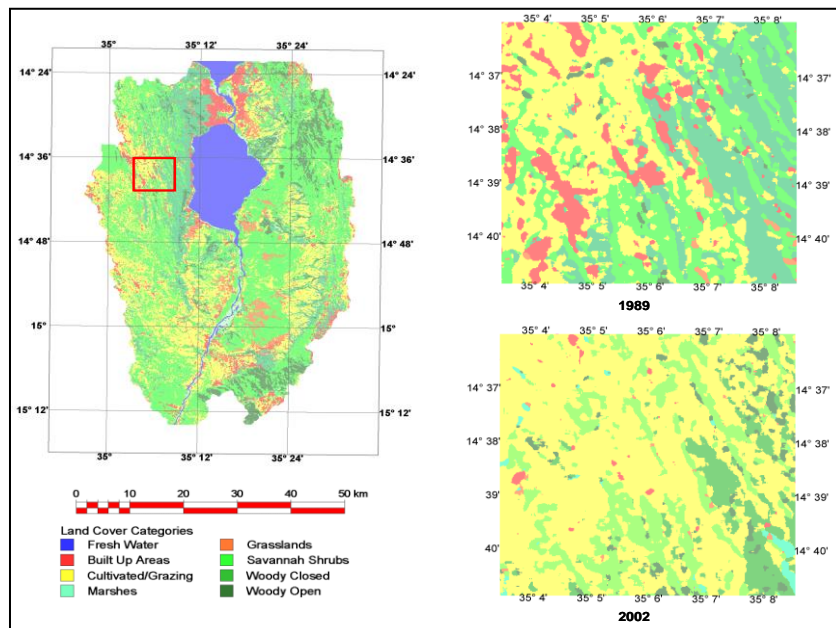 35° 35° 12' 35° 24'
14° 24' 14° 24'
14° 36' 14° 36'
14° 48' 14° 48'
15° 15°
15° 12' 15° 12'
35° 35° 12' 35° 24'
0 10 20 30 40 50 km
Land Cover Categories
Fresh Water
Built Up Areas
Cultivated/Grazing
Marshes
Grasslands
Savannah Shrubs
Woody Closed
Woody Open
35° 4' 35° 5' 35° 6' 35° 7' 35° 8'
14° 37' 14° 37'
14° 38' 14° 38'
14° 39' 14° 39'
14° 40' 14° 40'
35° 4' 35° 5' 35° 6' 35° 7' 35° 8'
1989
35° 4' 35° 5' 35° 6' 35° 7' 35° 8'
14° 37' 14° 37'
14° 38' 14° 38'
39' 14° 39'
40' 14° 40'
35° 4' 35° 5' 35° 6' 35° 7' 35° 8'
2002